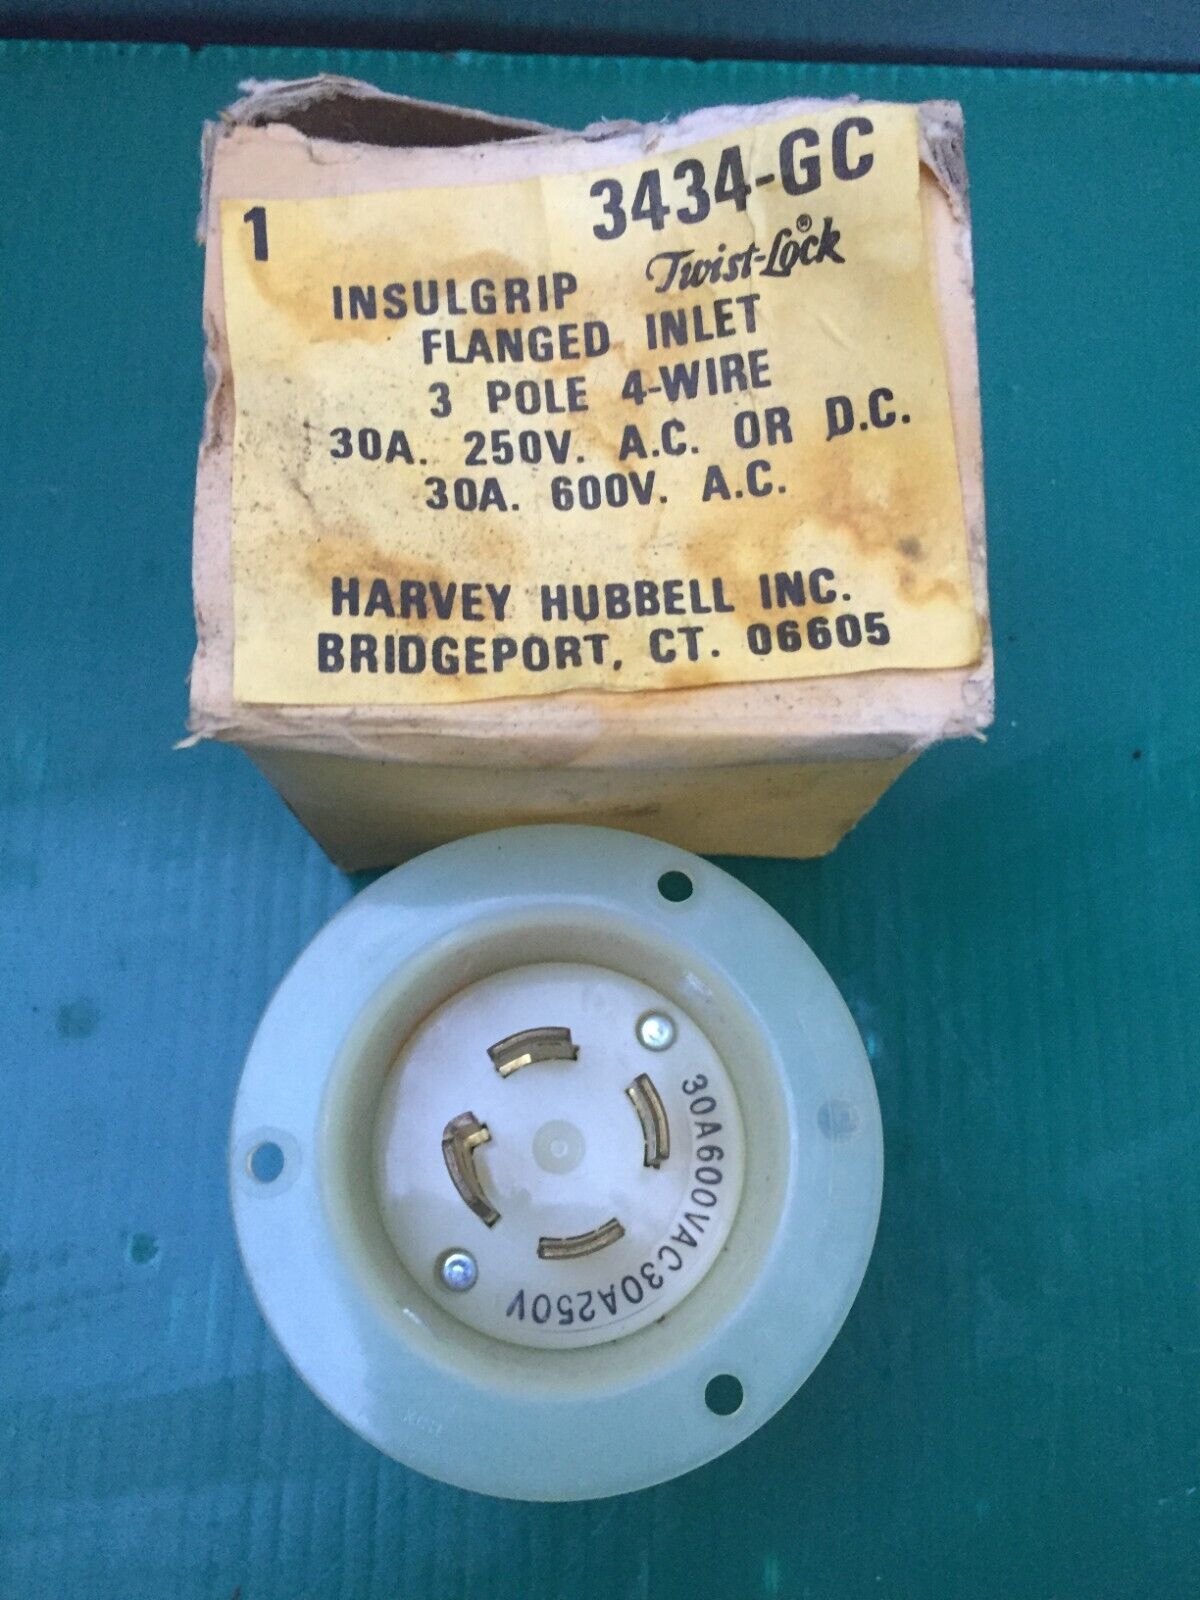 1
3434-GC
INSULGRIP Twist-Lock®
FLANGED INLET
3 POLE 4-WIRE
30A. 250V. A.C. OR D.C.
30A. 600V. A.C.
HARVEY HUBBELL INC.
BRIDGEPORT, CT. 06605
30A600VAC30A250V